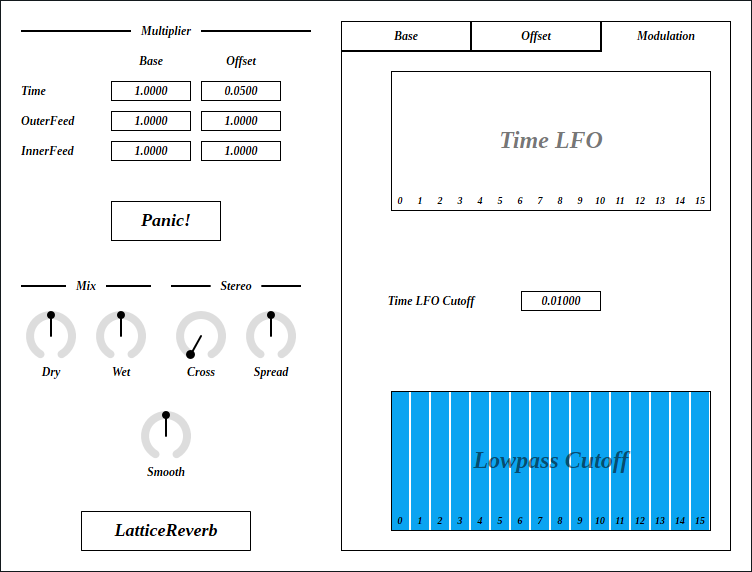 Multiplier
Base Offset
Time 1.0000 0.0500
OuterFeed 1.0000 1.0000
InnerFeed 1.0000 1.0000
Panic!
Mix Stereo
Dry Wet Cross Spread
Smooth
LatticeReverb
Base Offset Modulation
Time LFO
0 1 2 3 4 5 6 7 8 9 10 11 12 13 14 15
Time LFO Cutoff 0.01000
Lowpass Cutoff
0 1 2 3 4 5 6 7 8 9 10 11 12 13 14 15